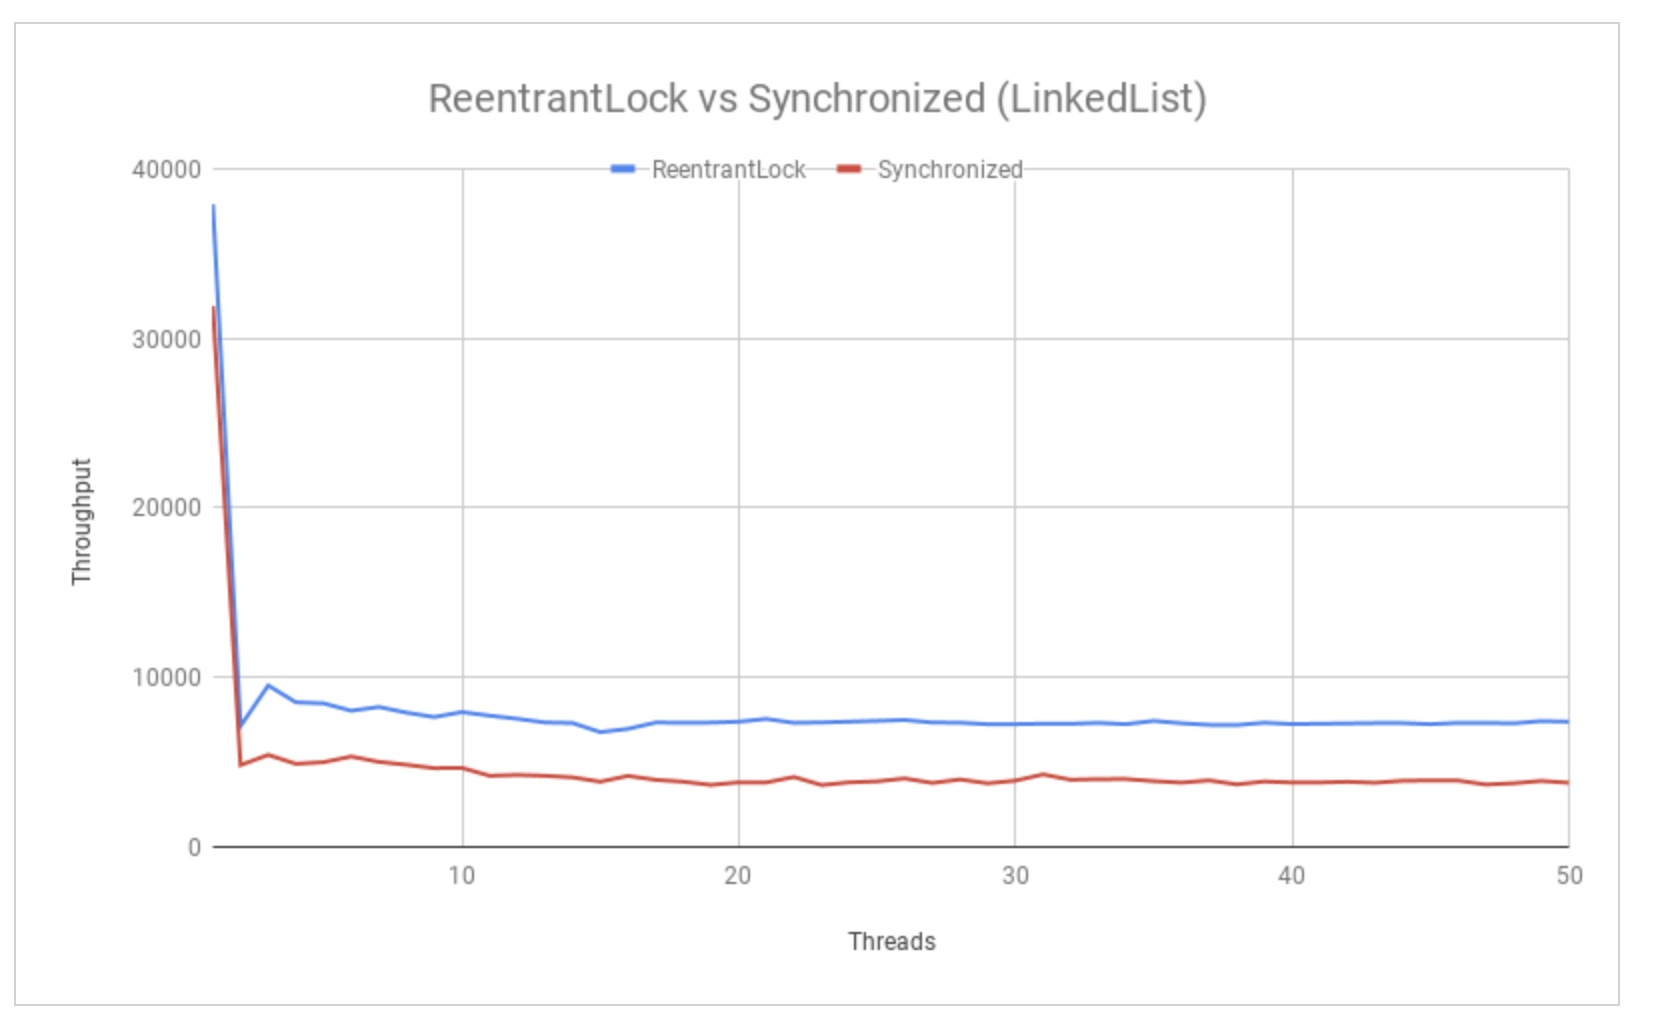 ReentrantLock vs Synchronized (LinkedList)
ReentrantLock Synchronized
40000
30000
20000
10000
0
Throughput
10 20 30 40 50
Threads